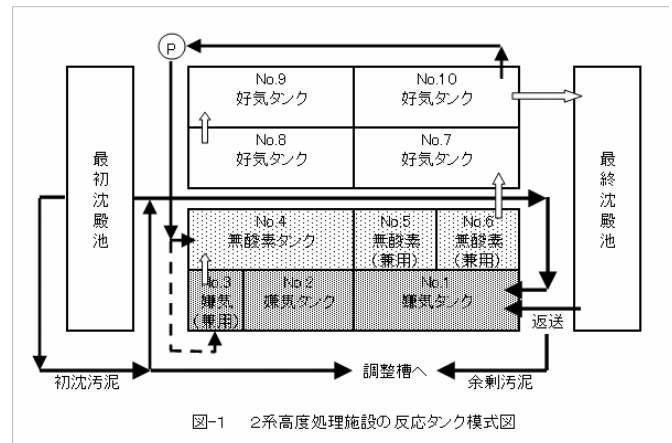 P
No.9
好気タンク
No.10
好気タンク
No.8
好気タンク
No.7
好気タンク
最初沈殿池
最終沈殿池
No.4
無酸素タンク
No.5
無酸素
(兼用)
No.6
無酸素
(兼用)
No.3
嫌気
(兼用)
No.2
嫌気タンク
No.1
嫌気タンク
返送
初沈汚泥
調整槽へ
余剰汚泥
図-1 2系高度処理施設の反応タンク模式図